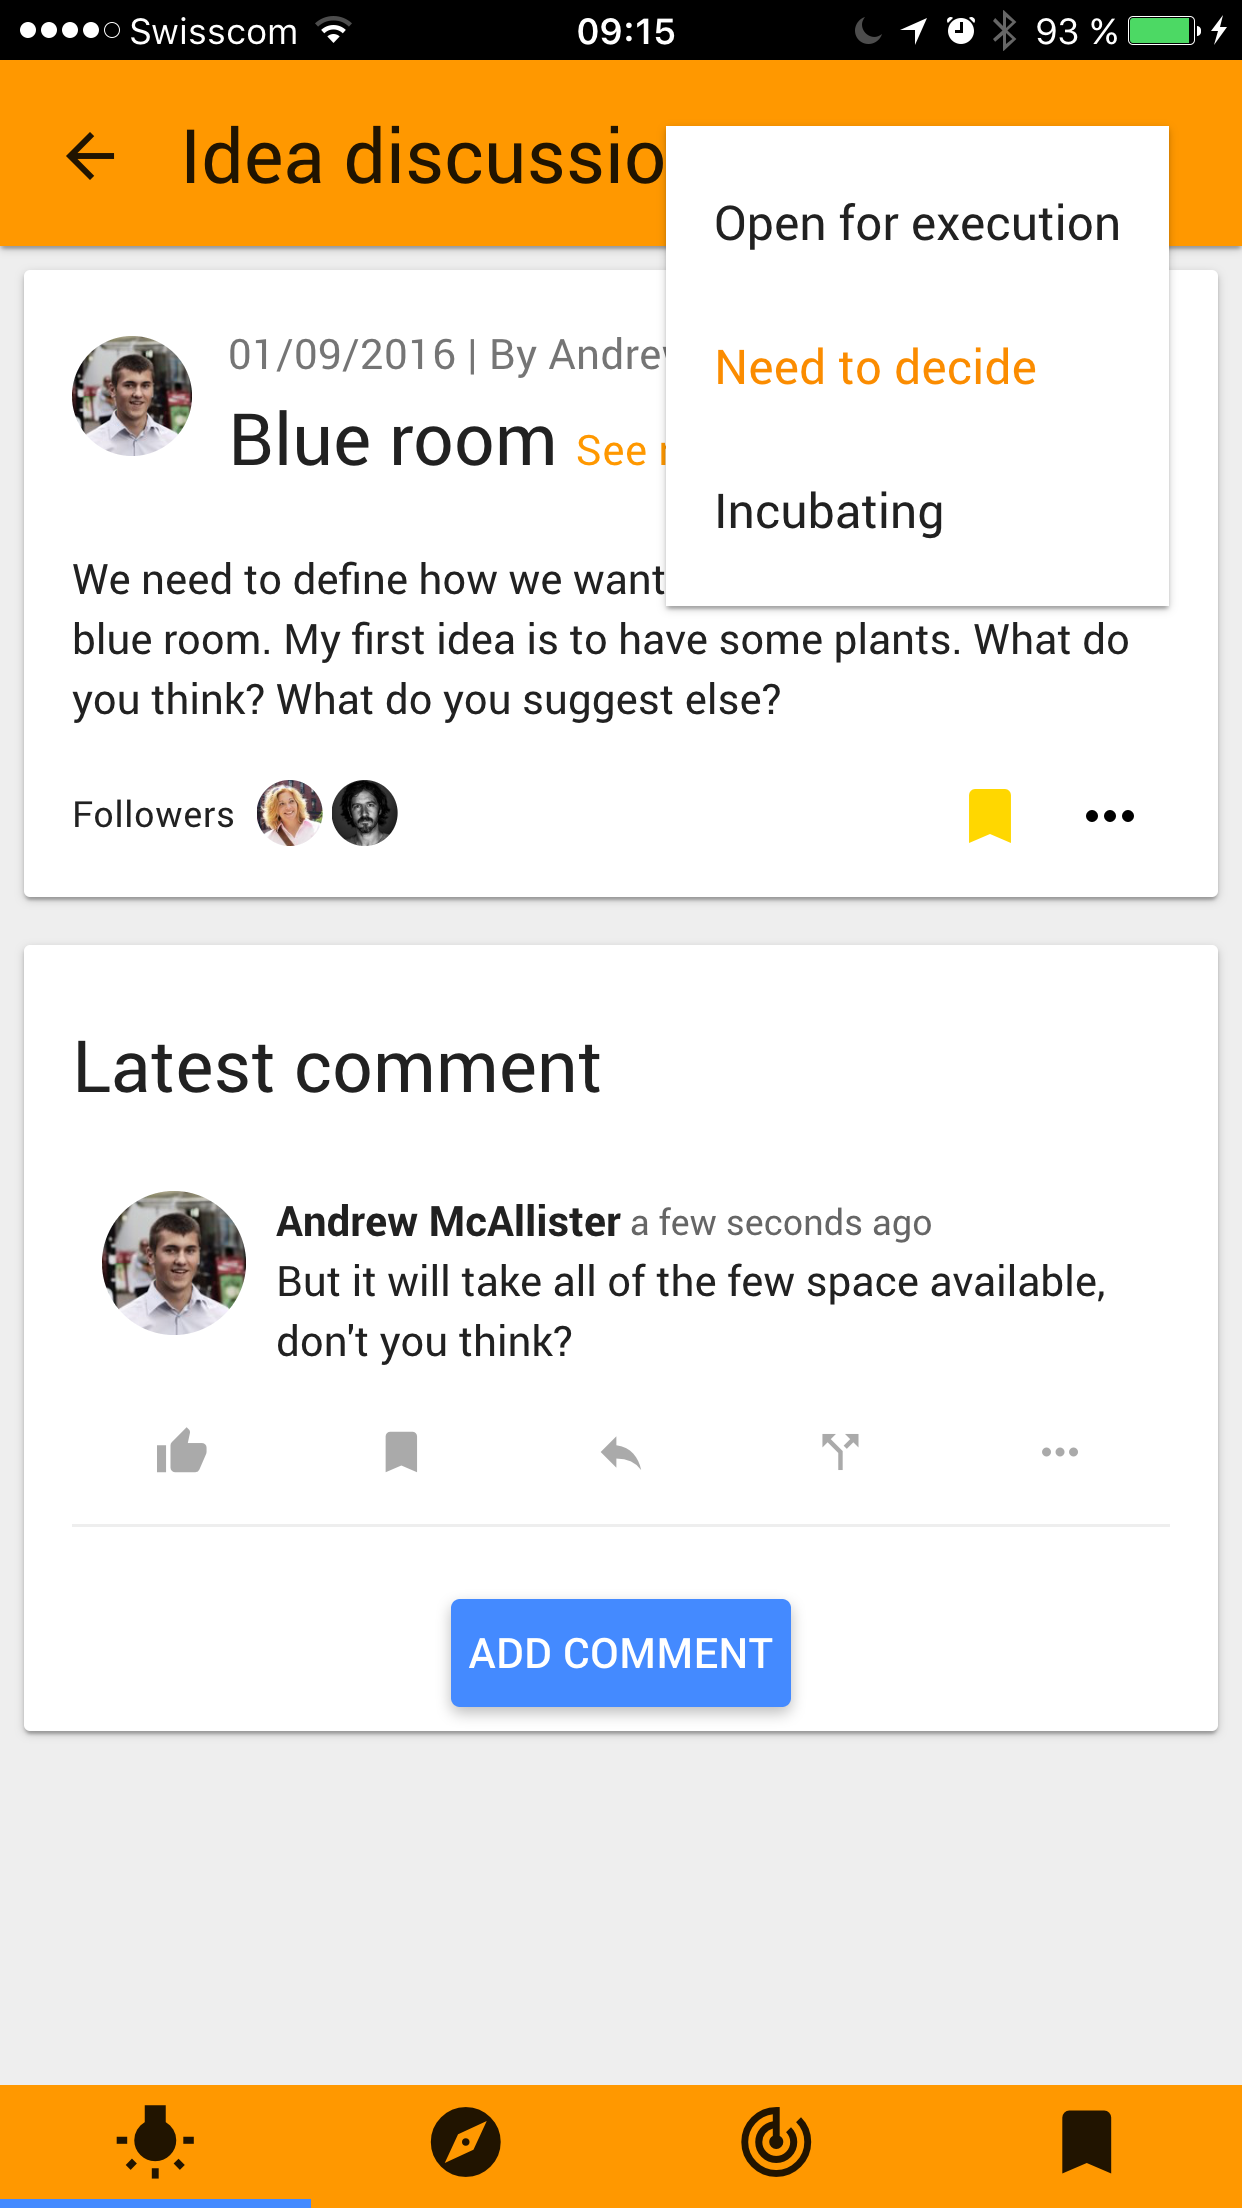 Swisscom 09:15 93 %
Idea discussio
Open for execution
Need to decide
Incubating
01/09/2016 | By
Blue room See
We need to define how we want
blue room. My first idea is to have some plants. What do
you think? What do you suggest else?
Followers
Latest comment
Andrew McAllister a few seconds ago
But it will take all of the few space available,
don't you think?
ADD COMMENT